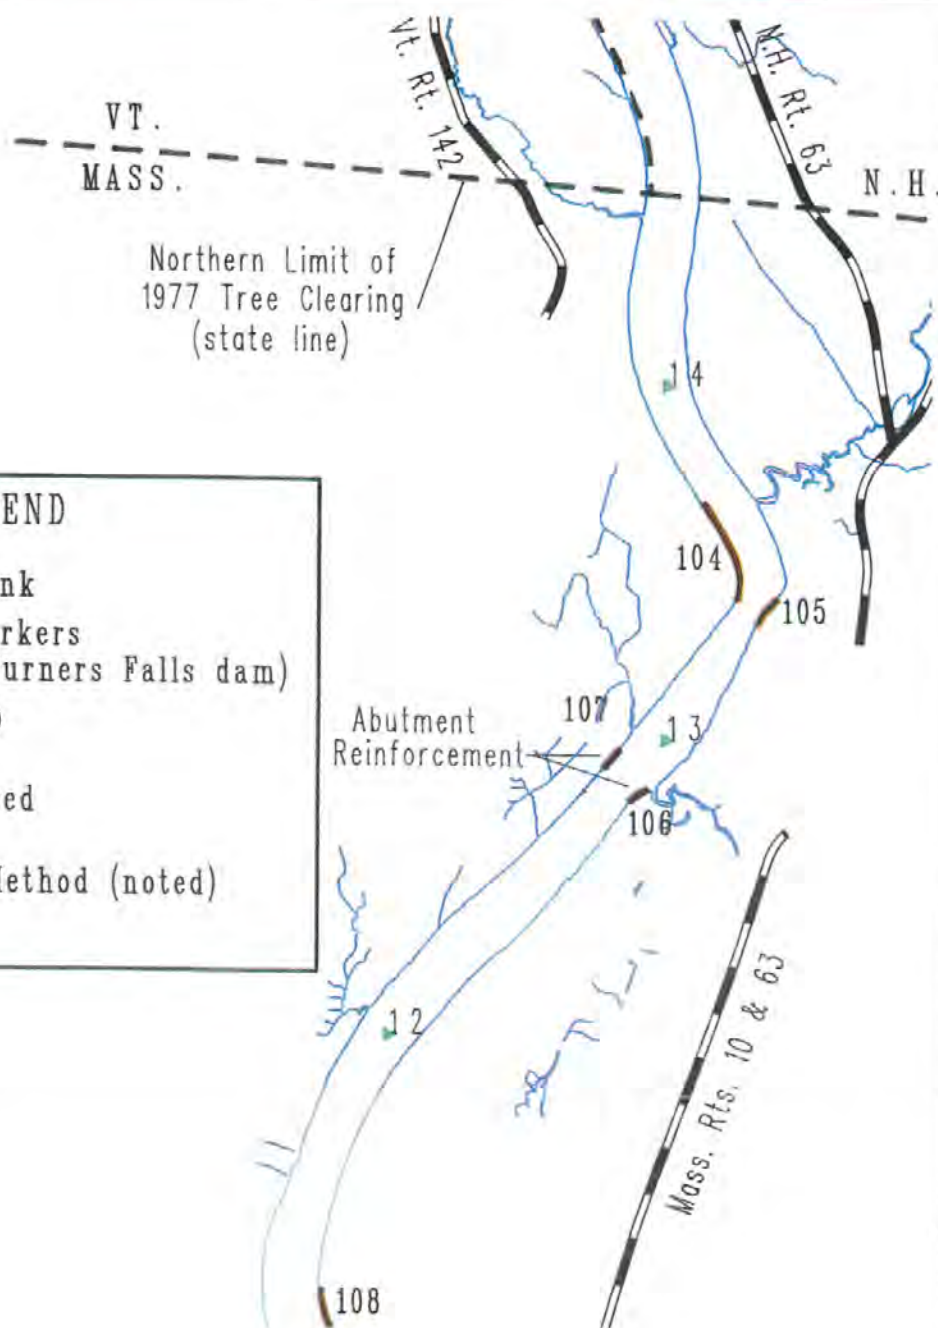 Vt. Rt. 142
N.H. Rt. 63
VT.
MASS.
N.H.
Northern Limit of
1977 Tree Clearing
(state line)
14
END
nk
rkers
urners Falls dam)
)
ed
ethod (noted)
104
105
107
Abutment
Reinforcement
13
106
12
Mass. Rts. 10 & 63
108